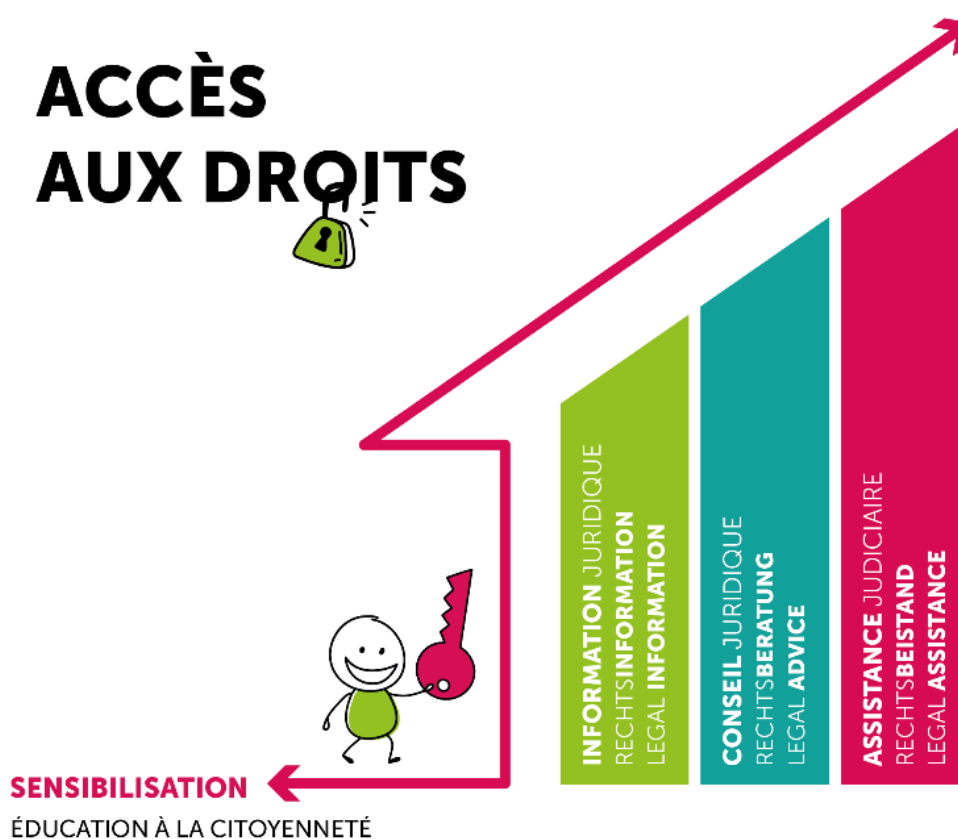 ACCÈS
AUX DROITS
INFORMATION JURIDIQUE
RECHTSINFORMATION
LEGAL INFORMATION
CONSEIL JURIDIQUE
RECHTSBERATUNG
LEGAL ADVICE
ASSISTANCE JUDICIAIRE
RECHTSBEISTAND
LEGAL ASSISTANCE
SENSIBILISATION
ÉDUCATION À LA CITOYENNETÉ